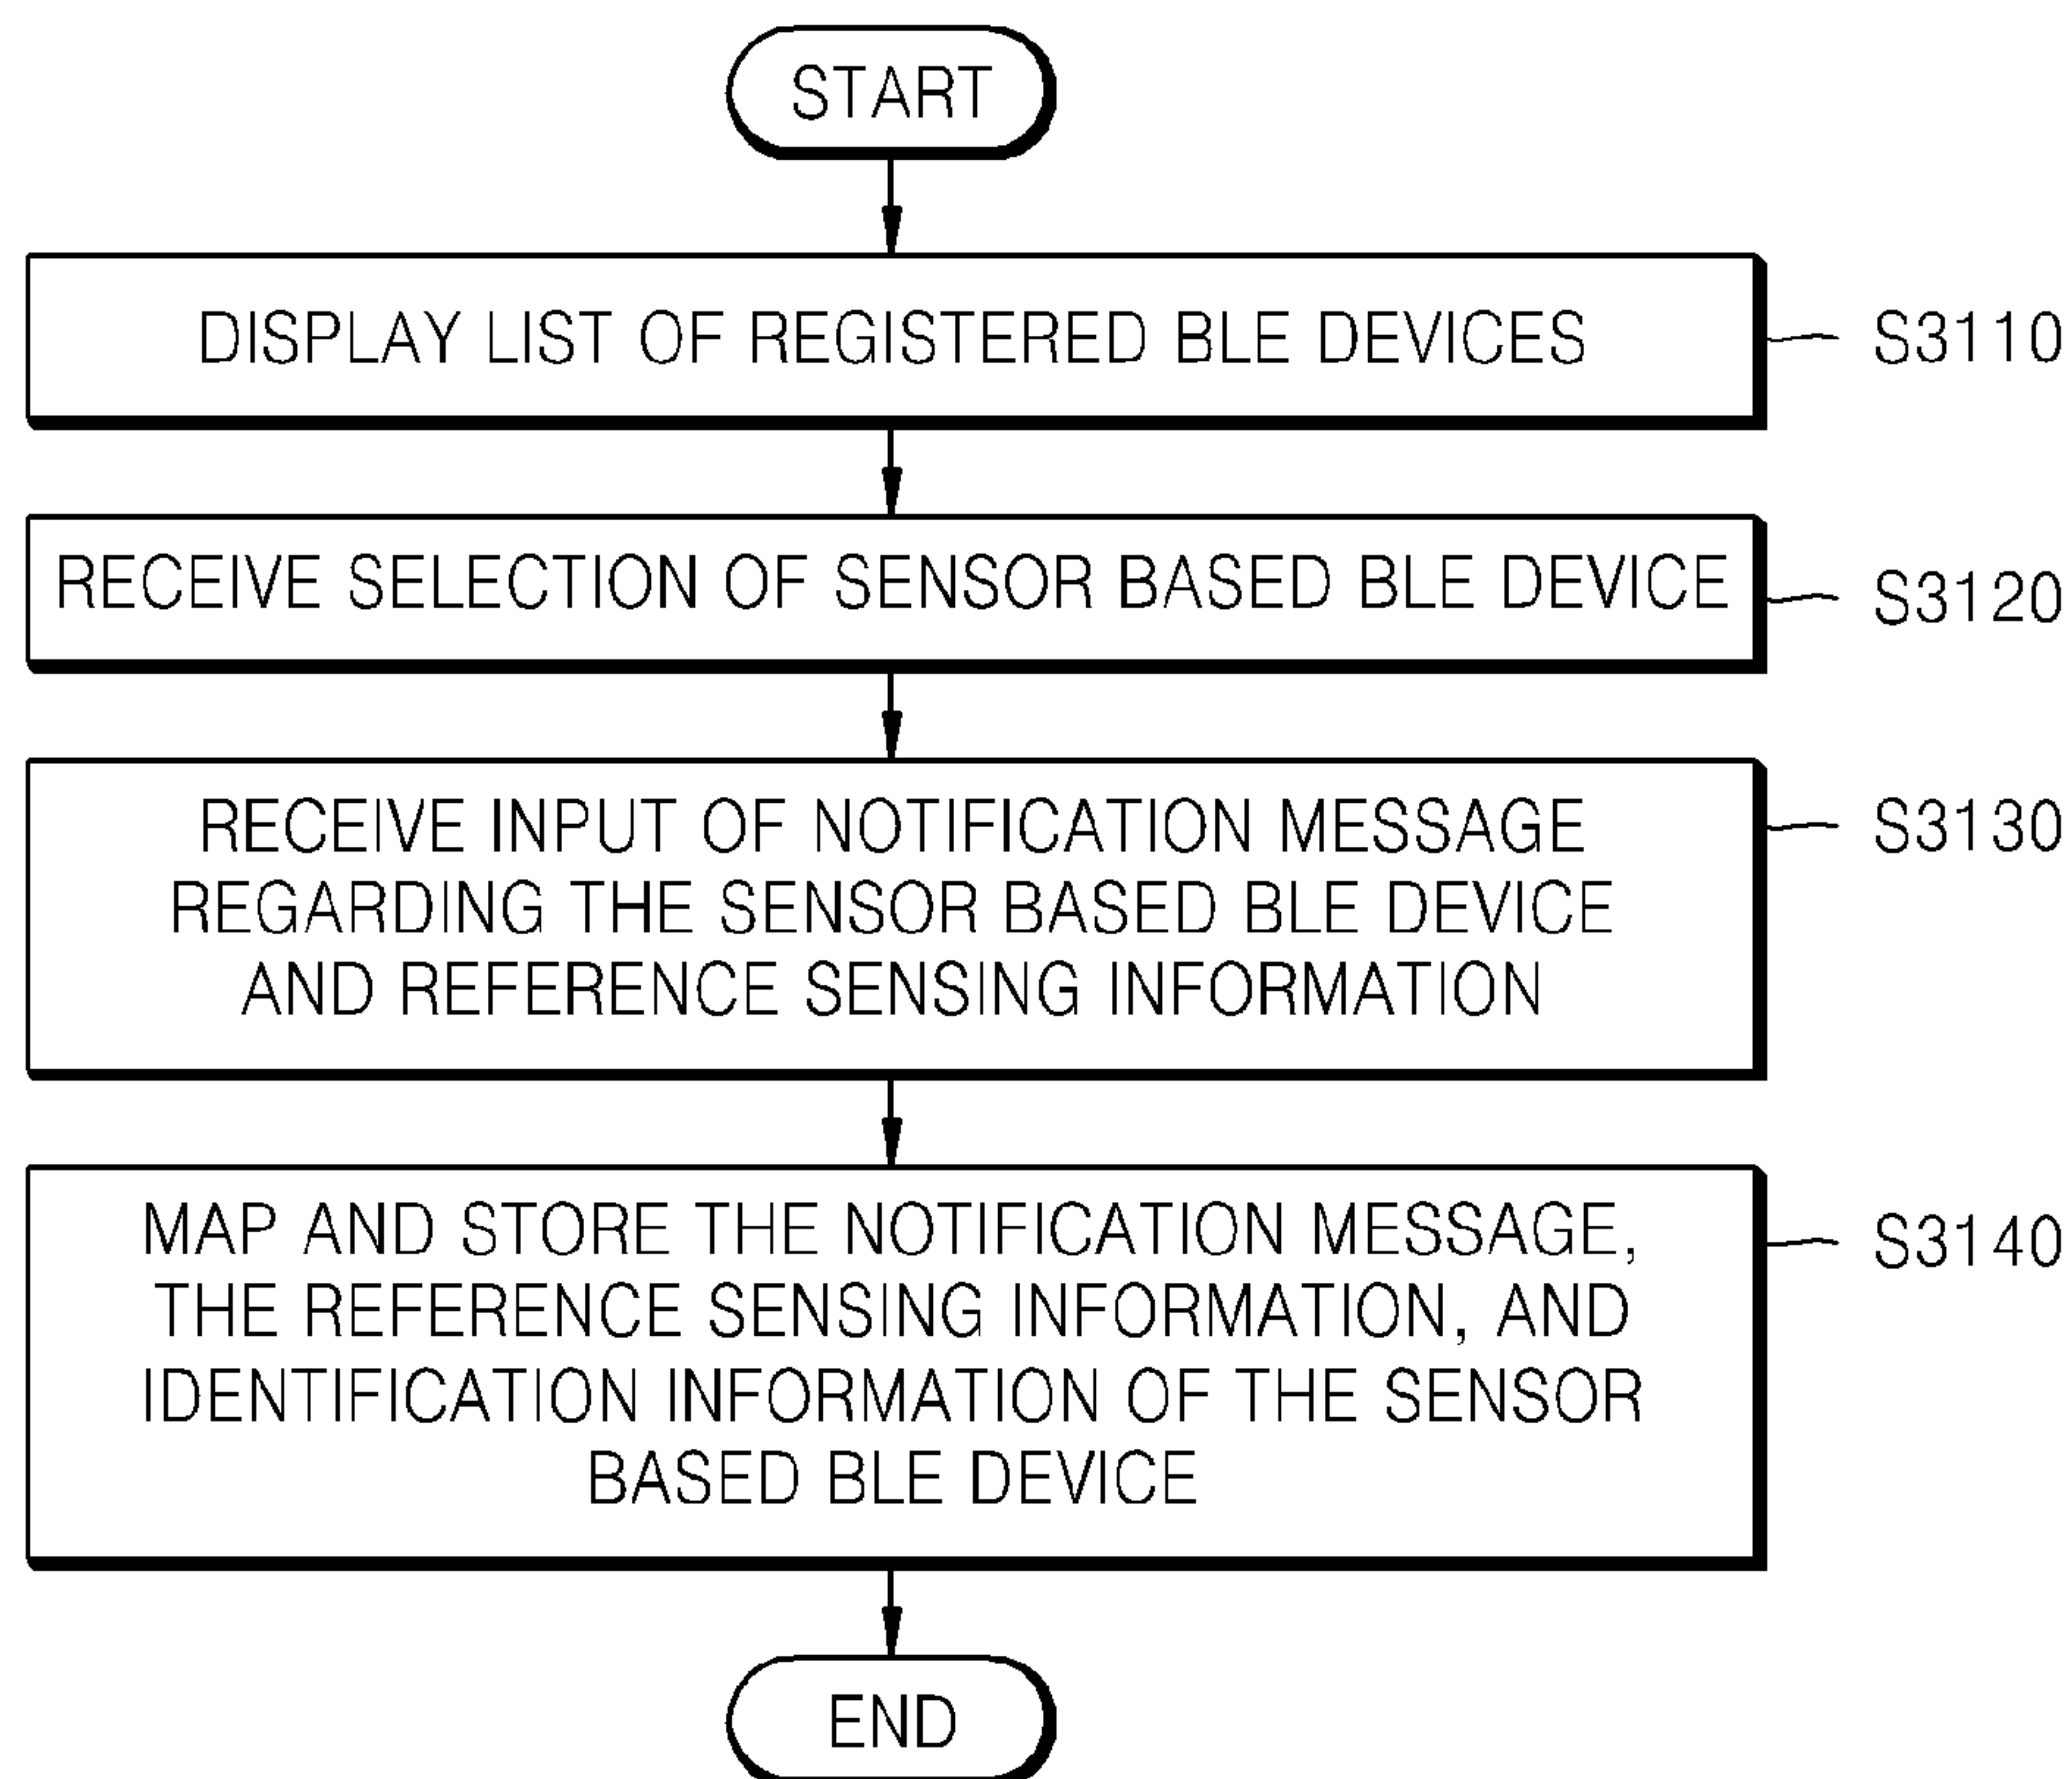 START
DISPLAY LIST OF REGISTERED BLE DEVICES
S3110
RECEIVE SELECTION OF SENSOR BASED BLE DEVICE
S3120
RECEIVE INPUT OF NOTIFICATION MESSAGE
REGARDING THE SENSOR BASED BLE DEVICE
AND REFERENCE SENSING INFORMATION
S3130
MAP AND STORE THE NOTIFICATION MESSAGE,
THE REFERENCE SENSING INFORMATION, AND
IDENTIFICATION INFORMATION OF THE SENSOR
BASED BLE DEVICE
S3140
END